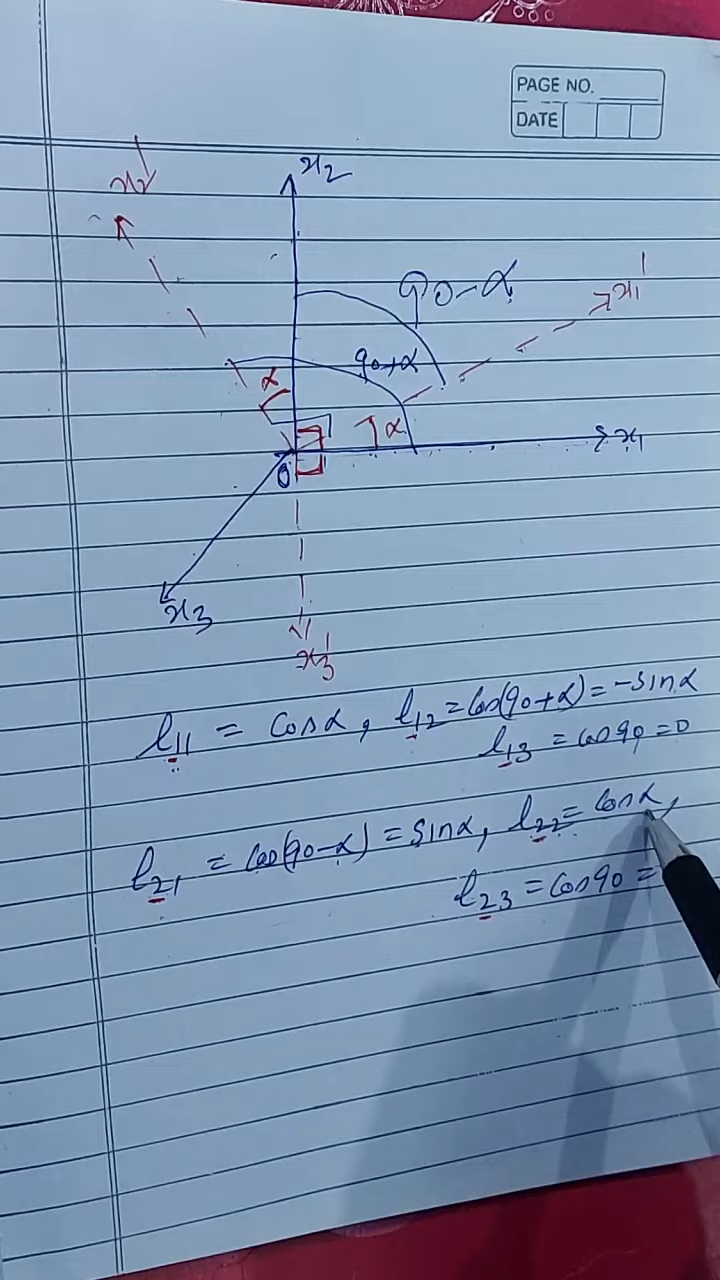 PAGE NO.
DATE
x₂
x₂
90-α
x₁'
90+α
α
α
x₁
O
x₃
x₃'
l₁₁ = cosα, l₁₂ = cos(90+α) = -sinα
l₁₃ = cos90 = 0
l₂₁ = cos(90-α) = sinα, l₂₂ = cosα,
l₂₃ = cos90 =